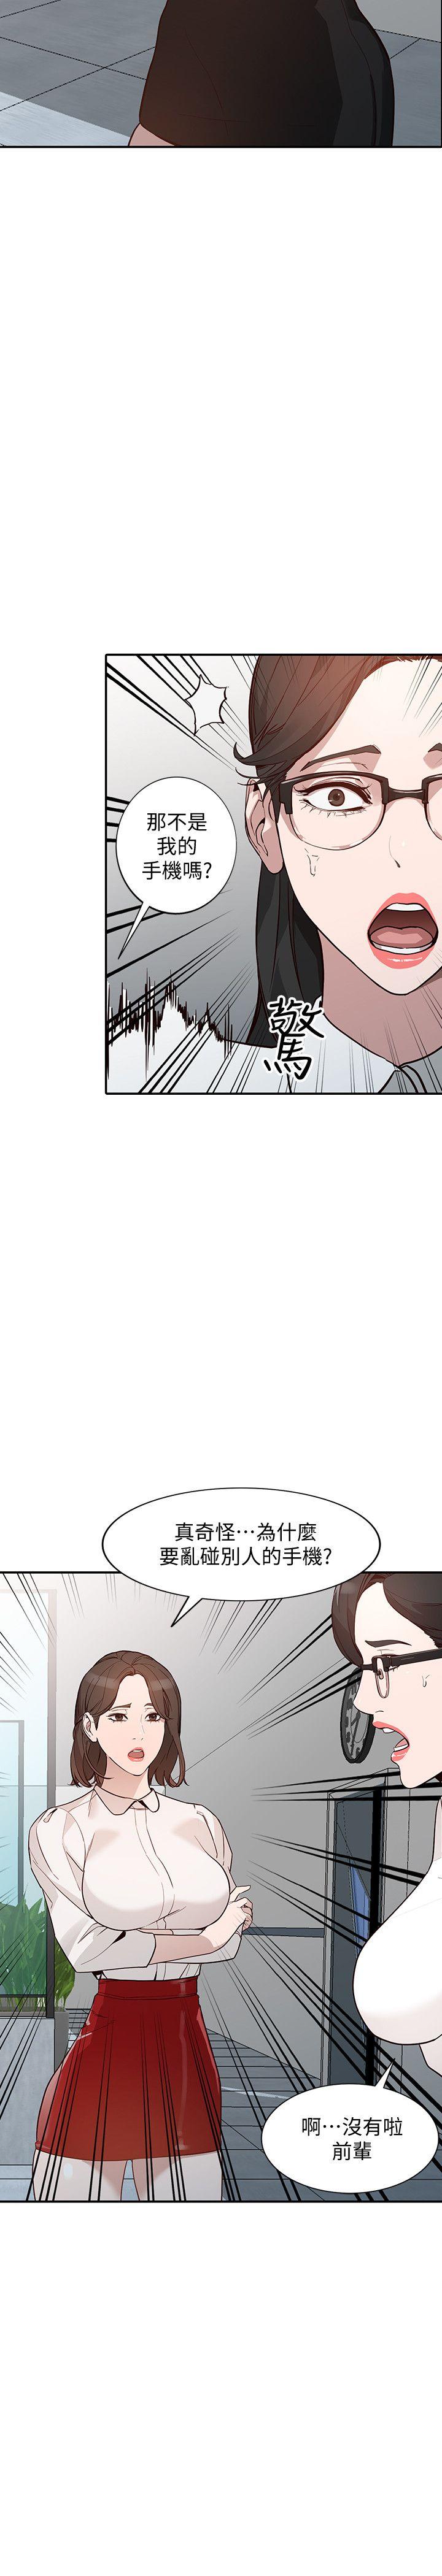 那不是
我的
手機嗎?
驚
真奇怪⋯為什麼
要亂碰別人的手機?
啊⋯沒有啦
前輩